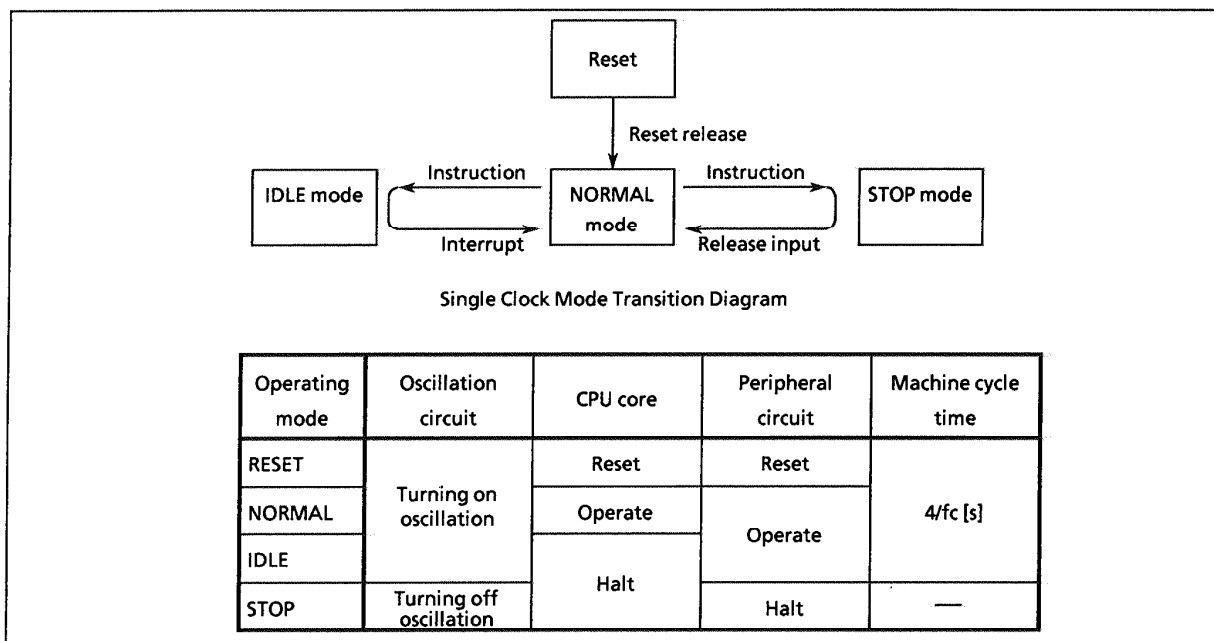 Reset
Reset release
Instruction
Instruction
IDLE mode
NORMAL
mode
STOP mode
Interrupt
Release input
Single Clock Mode Transition Diagram
Operating
mode
Oscillation
circuit
CPU core
Peripheral
circuit
Machine cycle
time
RESET
Turning on
oscillation
Reset
Reset
4/fc [s]
NORMAL
Operate
Operate
IDLE
Halt
STOP
Turning off
oscillation
Halt
—